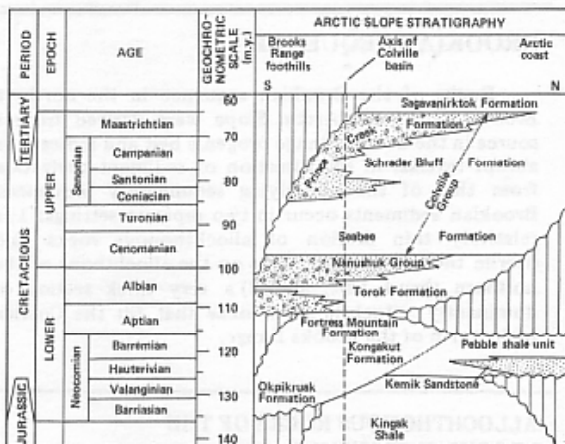 ARCTIC SLOPE STRATIGRAPHY
PERIOD
EPOCH
AGE
GEOCHRO-
NOMETRIC
SCALE (m.y.)
Brooks
Range
foothills
Axis of
Colville
basin
Arctic
coast
S
N
TERTIARY
CRETACEOUS
JURASSIC
UPPER
LOWER
Senonian
Neocomian
Maastrichtian
Campanian
Santonian
Coniacian
Turonian
Cenomanian
Albian
Aptian
Barremian
Hauterivian
Valanginian
Barriasian
60
70
80
90
100
110
120
130
140
Sagavanirktok Formation
Prince Creek Formation
Schrader Bluff Formation
Colville
Group
Seabee Formation
Nanushuk Group
Torok Formation
Fortress Mountain
Formation
Kongakut
Formation
Pebble shale unit
Kemik Sandstone
Okpikruak
Formation
Kingak
Shale